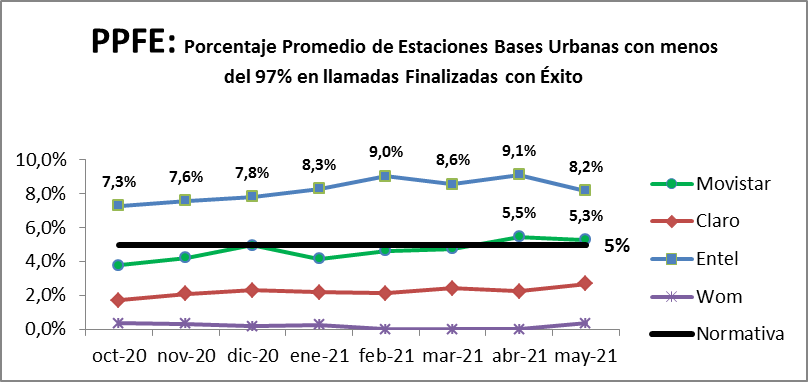 PPFE: Porcentaje Promedio de Estaciones Bases Urbanas con menos
del 97% en llamadas Finalizadas con Éxito
10,0%
8,0%
6,0%
4,0%
2,0%
0,0%
7,3%
7,6%
7,8%
8,3%
9,0%
8,6%
9,1%
8,2%
5,5%
5,3%
5%
oct-20
nov-20
dic-20
ene-21
feb-21
mar-21
abr-21
may-21
Movistar
Claro
Entel
Wom
Normativa